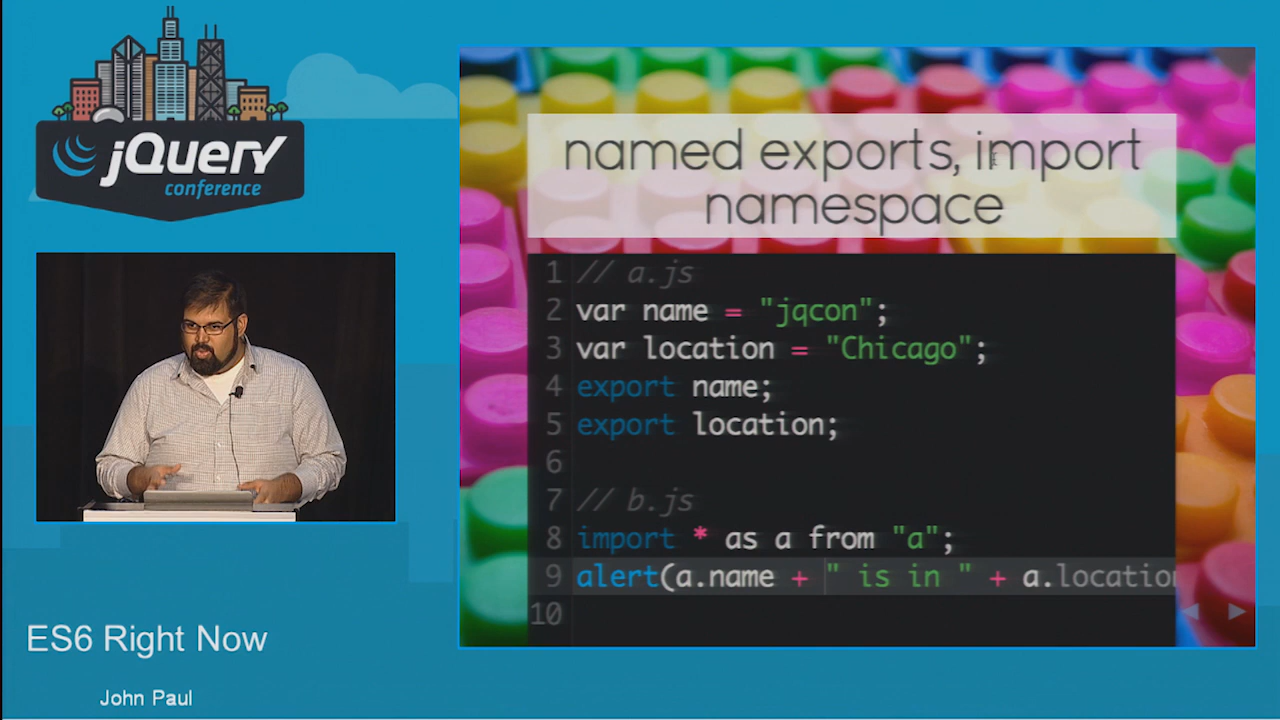 jQuery
conference
named exports, import
namespace
1 // a.js
2 var name = "jqcon";
3 var location = "Chicago";
4 export name;
5 export location;
6
7 // b.js
8 import * as a from "a";
9 alert(a.name + " is in " + a.location
10
ES6 Right Now
John Paul